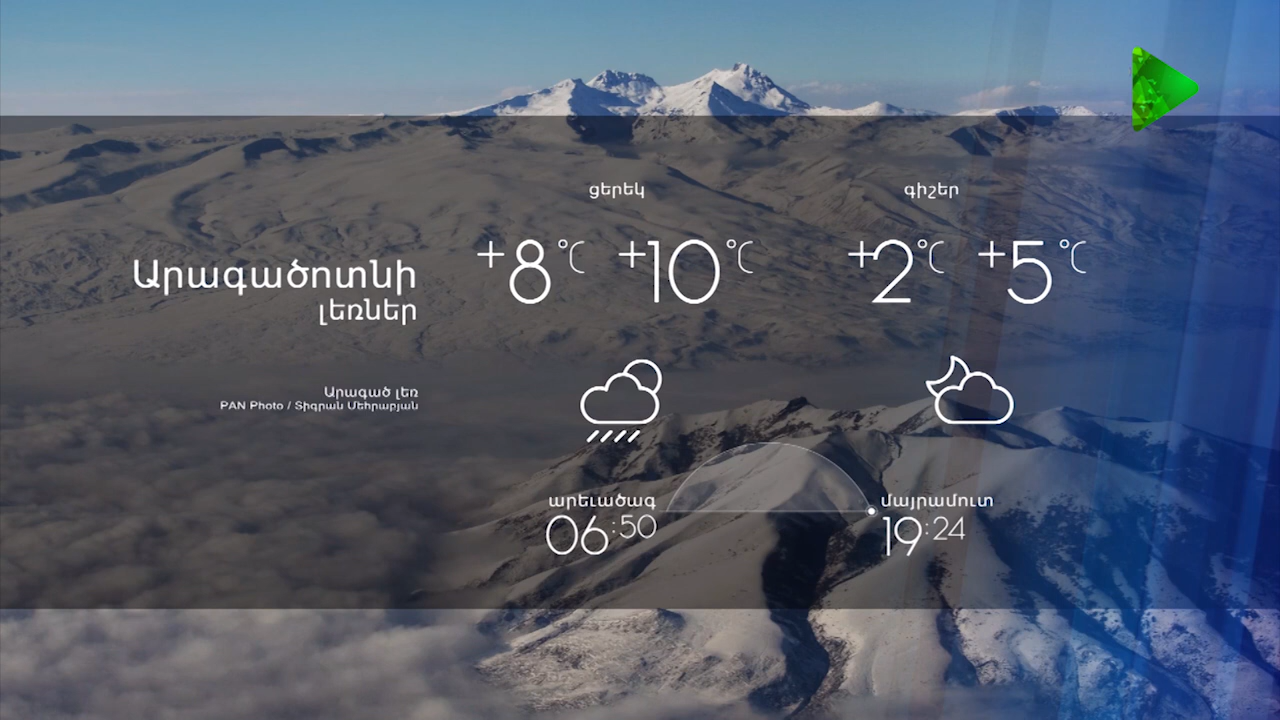 ցերեկ
գիշեր
+8°C +10°C
+2°C +5°C
Արագածոտնի
լեռներ
Արագած լեռ
PAN Photo / Տիգրան Մեհրաբյան
արեւածագ
06:50
մայրամուտ
19:24